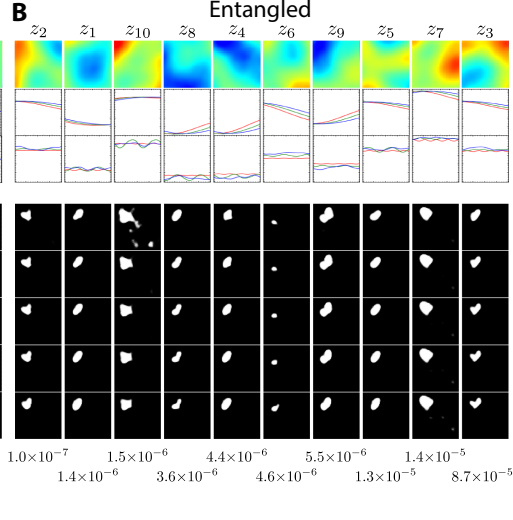 B Entangled
z₂ z₁ z₁₀ z₈ z₄ z₆ z₉ z₅ z₇ z₃
1.0×10⁻⁷ 1.5×10⁻⁶ 4.4×10⁻⁶ 5.5×10⁻⁶ 1.4×10⁻⁵
1.4×10⁻⁶ 3.6×10⁻⁶ 4.6×10⁻⁶ 1.3×10⁻⁵ 8.7×10⁻⁵